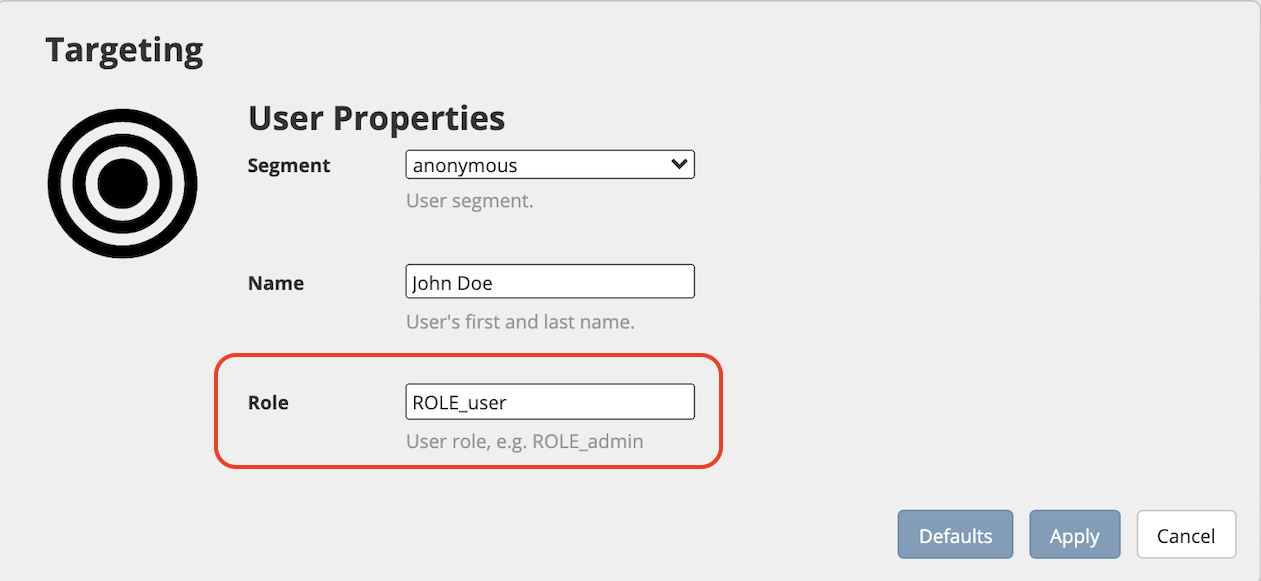 Targeting
User Properties
Segment anonymous
User segment.
Name John Doe
User's first and last name.
Role ROLE_user
User role, e.g. ROLE_admin
Defaults Apply Cancel